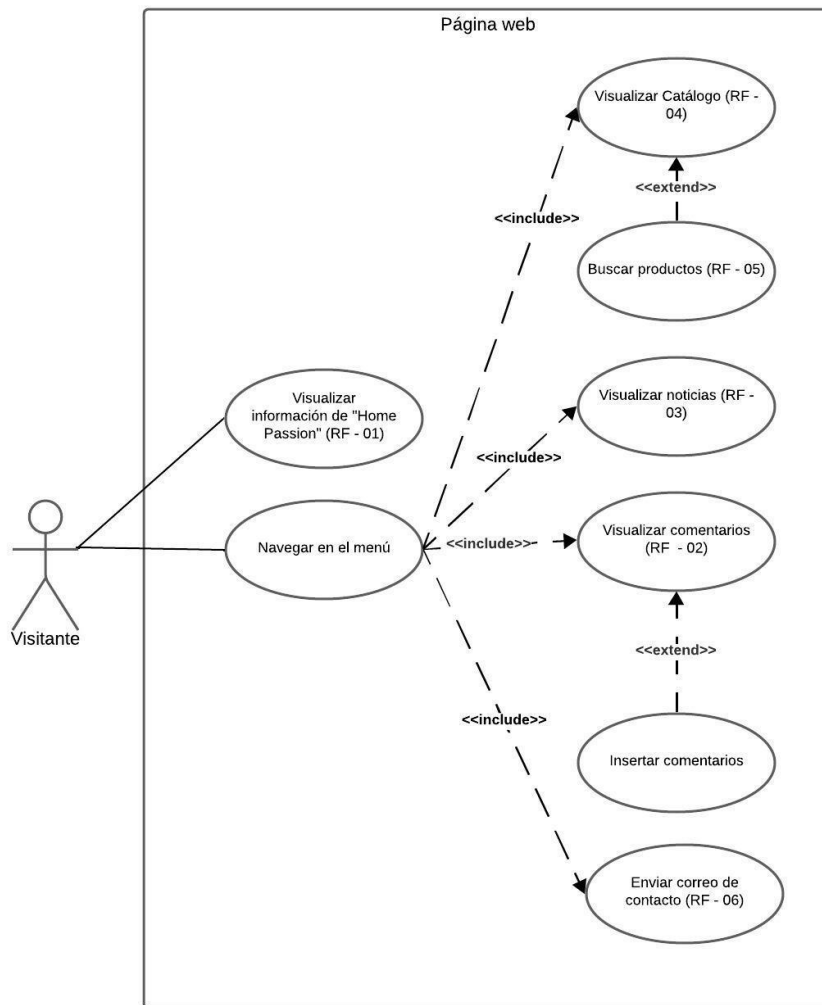 Página web
Visualizar Catálogo (RF -
04)
<<extend>>
<<include>>
Buscar productos (RF - 05)
Visualizar
información de "Home
Passion" (RF - 01)
Visualizar noticias (RF -
03)
<<include>>
Navegar en el menú
<<include>>
Visualizar comentarios
(RF - 02)
Visitante
<<extend>>
<<include>>
Insertar comentarios
Enviar correo de
contacto (RF - 06)